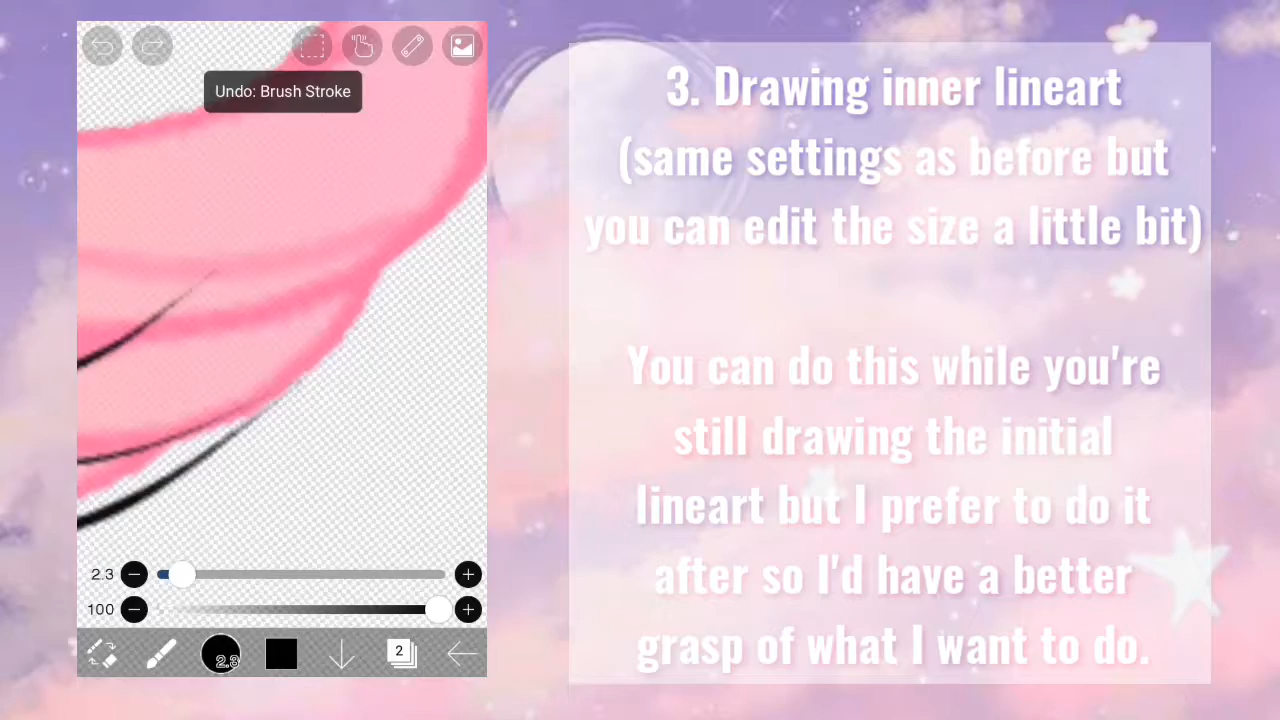 Undo: Brush Stroke
2.3
100
2.3
2
3. Drawing inner lineart
(same settings as before but
you can edit the size a little bit)
You can do this while you're
still drawing the initial
lineart but I prefer to do it
after so I'd have a better
grasp of what I want to do.